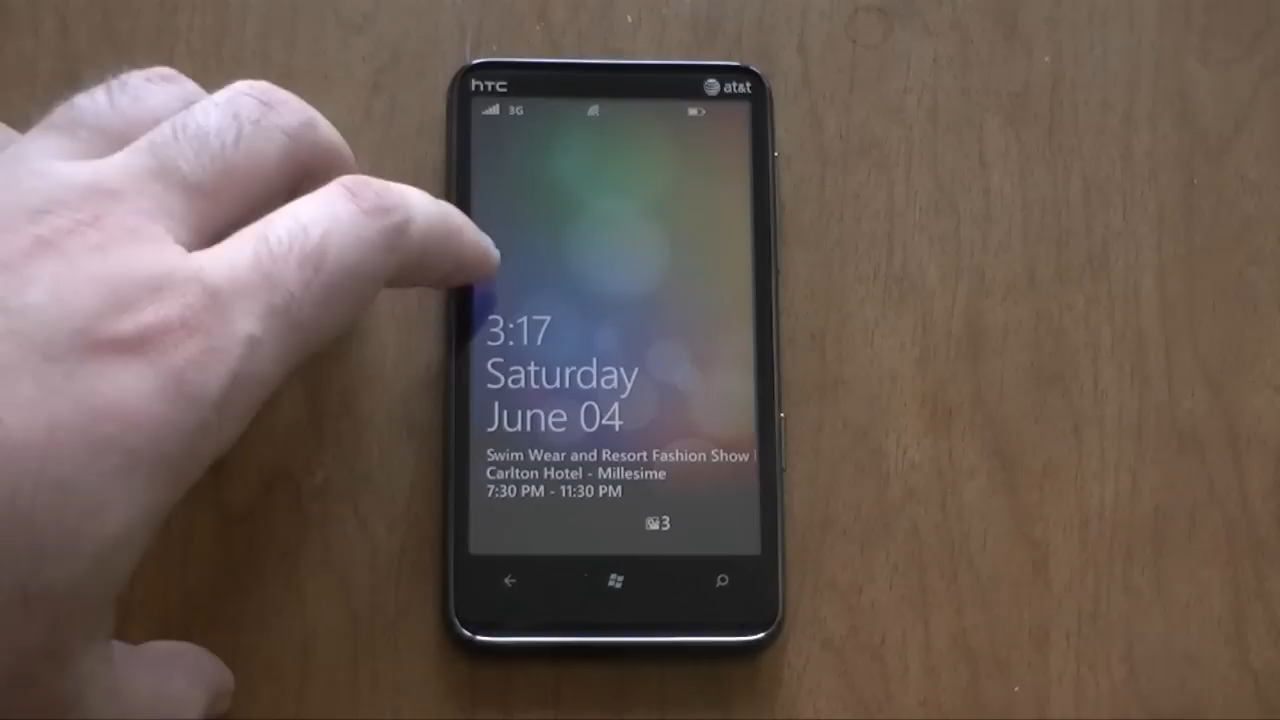 hTC
at&t
3G
3:17
Saturday
June 04
Swim Wear and Resort Fashion Show
Carlton Hotel - Millesime
7:30 PM - 11:30 PM
3